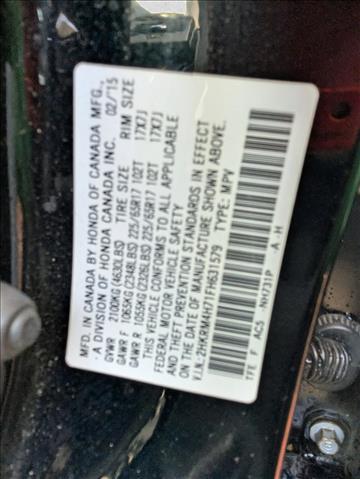 MFD. IN CANADA BY HONDA OF CANADA MFG.,
A DIVISION OF HONDA CANADA INC. 02/'15
GVWR 2100KG (4630LBS) TIRE SIZE RIM SIZE
GAWR F 1065KG (2348LBS) 225/65R17 102T 17X7J
GAWR R 1055KG (2326LBS) 225/65R17 102T 17X7J
THIS VEHICLE CONFORMS TO ALL APPLICABLE
FEDERAL MOTOR VEHICLE SAFETY
AND THEFT PREVENTION STANDARDS IN EFFECT
ON THE DATE OF MANUFACTURE SHOWN ABOVE.
V.I.N.: 2HKRM4H71FH631579 TYPE: MPV
TFE F AC5 NH731P A H